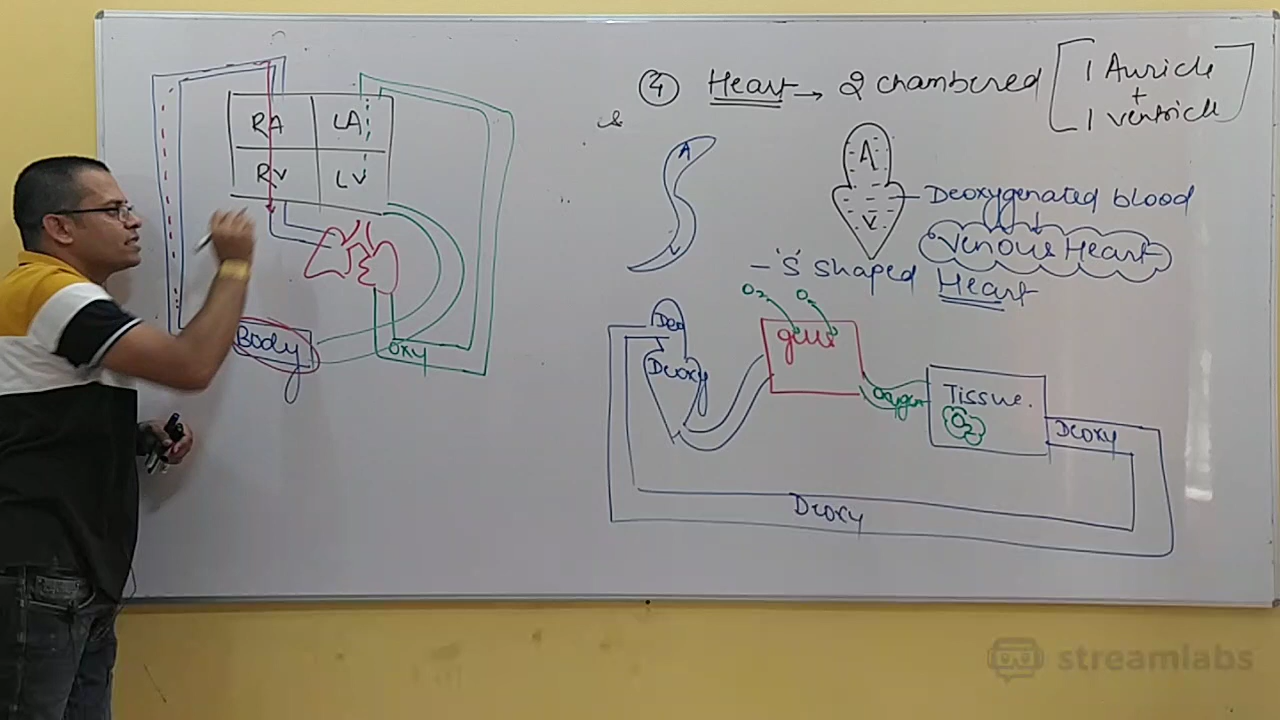 ④ Heart → 2 chambered [1 Auricle
+
1 ventricle]
RA LA
RV LV
A
A
V
Deoxygenated blood
Venous Heart
- 'S' shaped Heart
O₂ O₂
gills
Deo
Deoxy
Body
oxy
oxygen
Tissue.
O₂
Deoxy
Deoxy
streamlabs